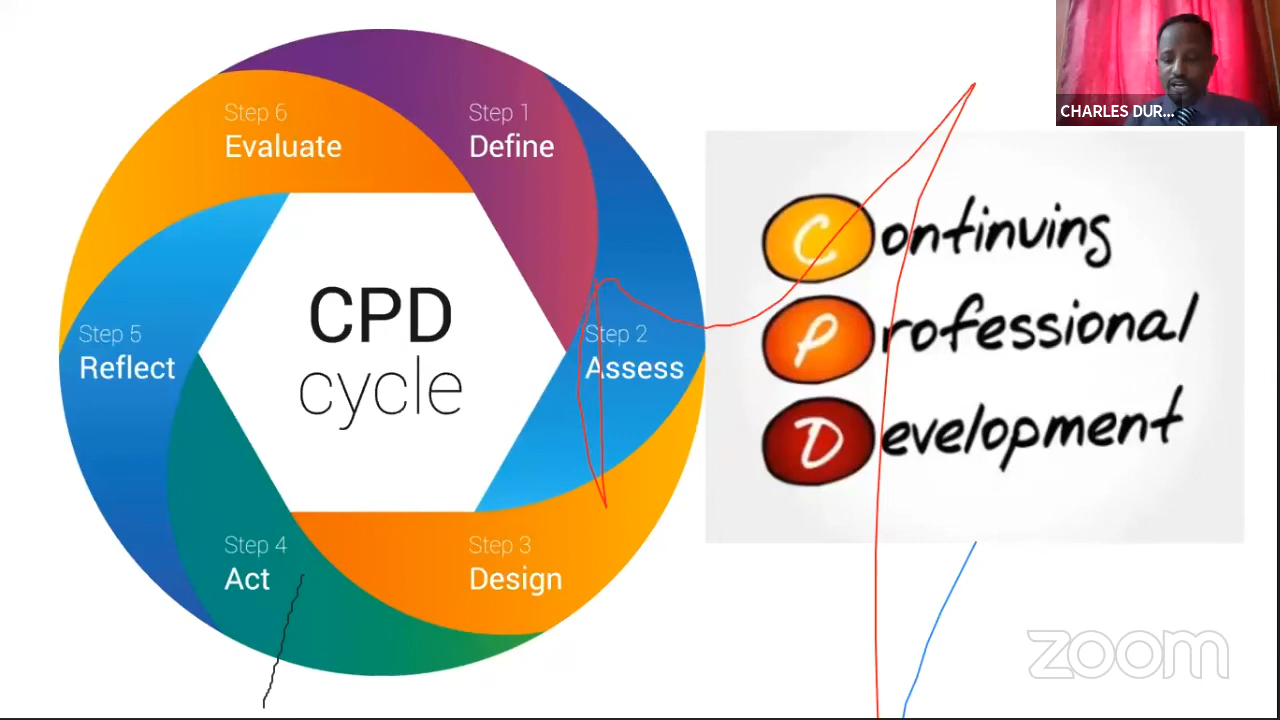 Step 1
Define
Step 2
Assess
Step 3
Design
Step 4
Act
Step 5
Reflect
Step 6
Evaluate
CPD
cycle
Continuing
Professional
Development
CHARLES DUR...
zoom